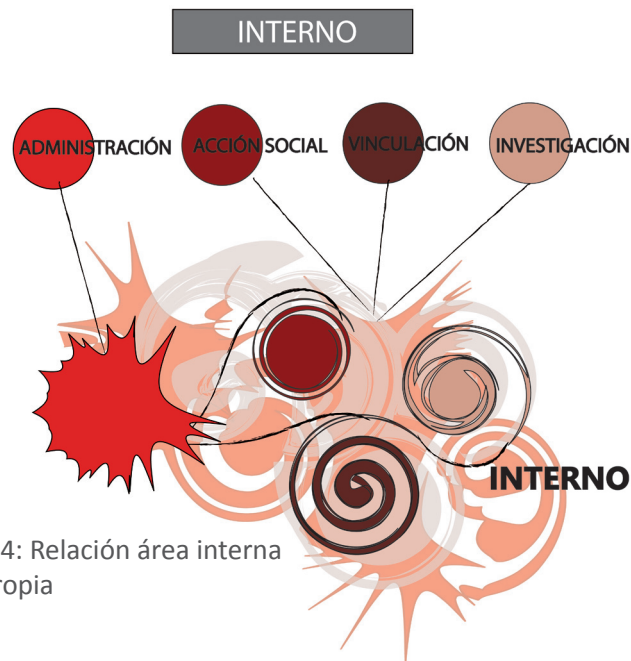 INTERNO
ADMINISTRACIÓN
ACCIÓN SOCIAL
VINCULACIÓN
INVESTIGACIÓN
INTERNO
4: Relación área interna
ropia